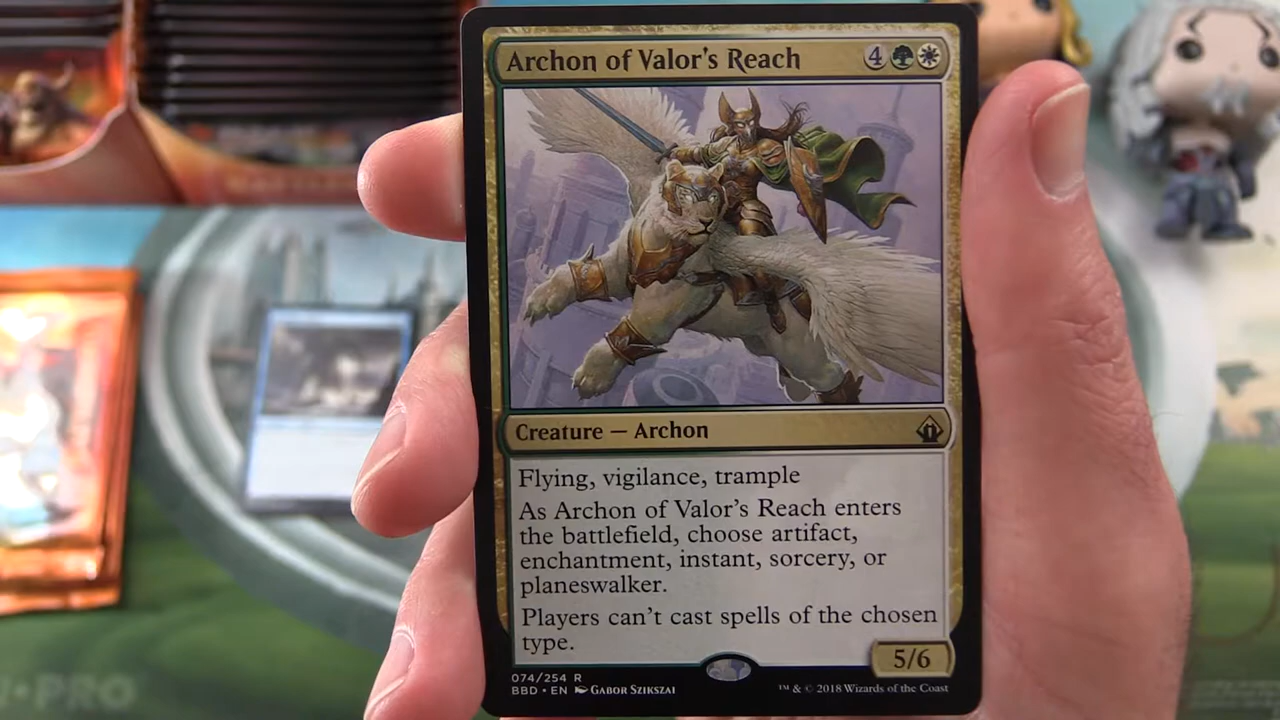 Archon of Valor's Reach 4
Creature — Archon
Flying, vigilance, trample
As Archon of Valor's Reach enters
the battlefield, choose artifact,
enchantment, instant, sorcery, or
planeswalker.
Players can't cast spells of the chosen
type.
5/6
074/254 R
BBD • EN Gabor Szikszai
™ & © 2018 Wizards of the Coast
PRO